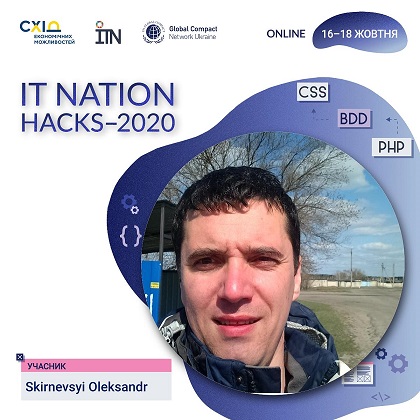 СХІД
ЕКОНОМІЧНИХ
МОЖЛИВОСТЕЙ
ITN
Global Compact
Network Ukraine
ONLINE
16–18 ЖОВТНЯ
IT NATION
HACKS–2020
CSS
BDD
PHP
{}
УЧАСНИК
Skirnevsyi Oleksandr
</>